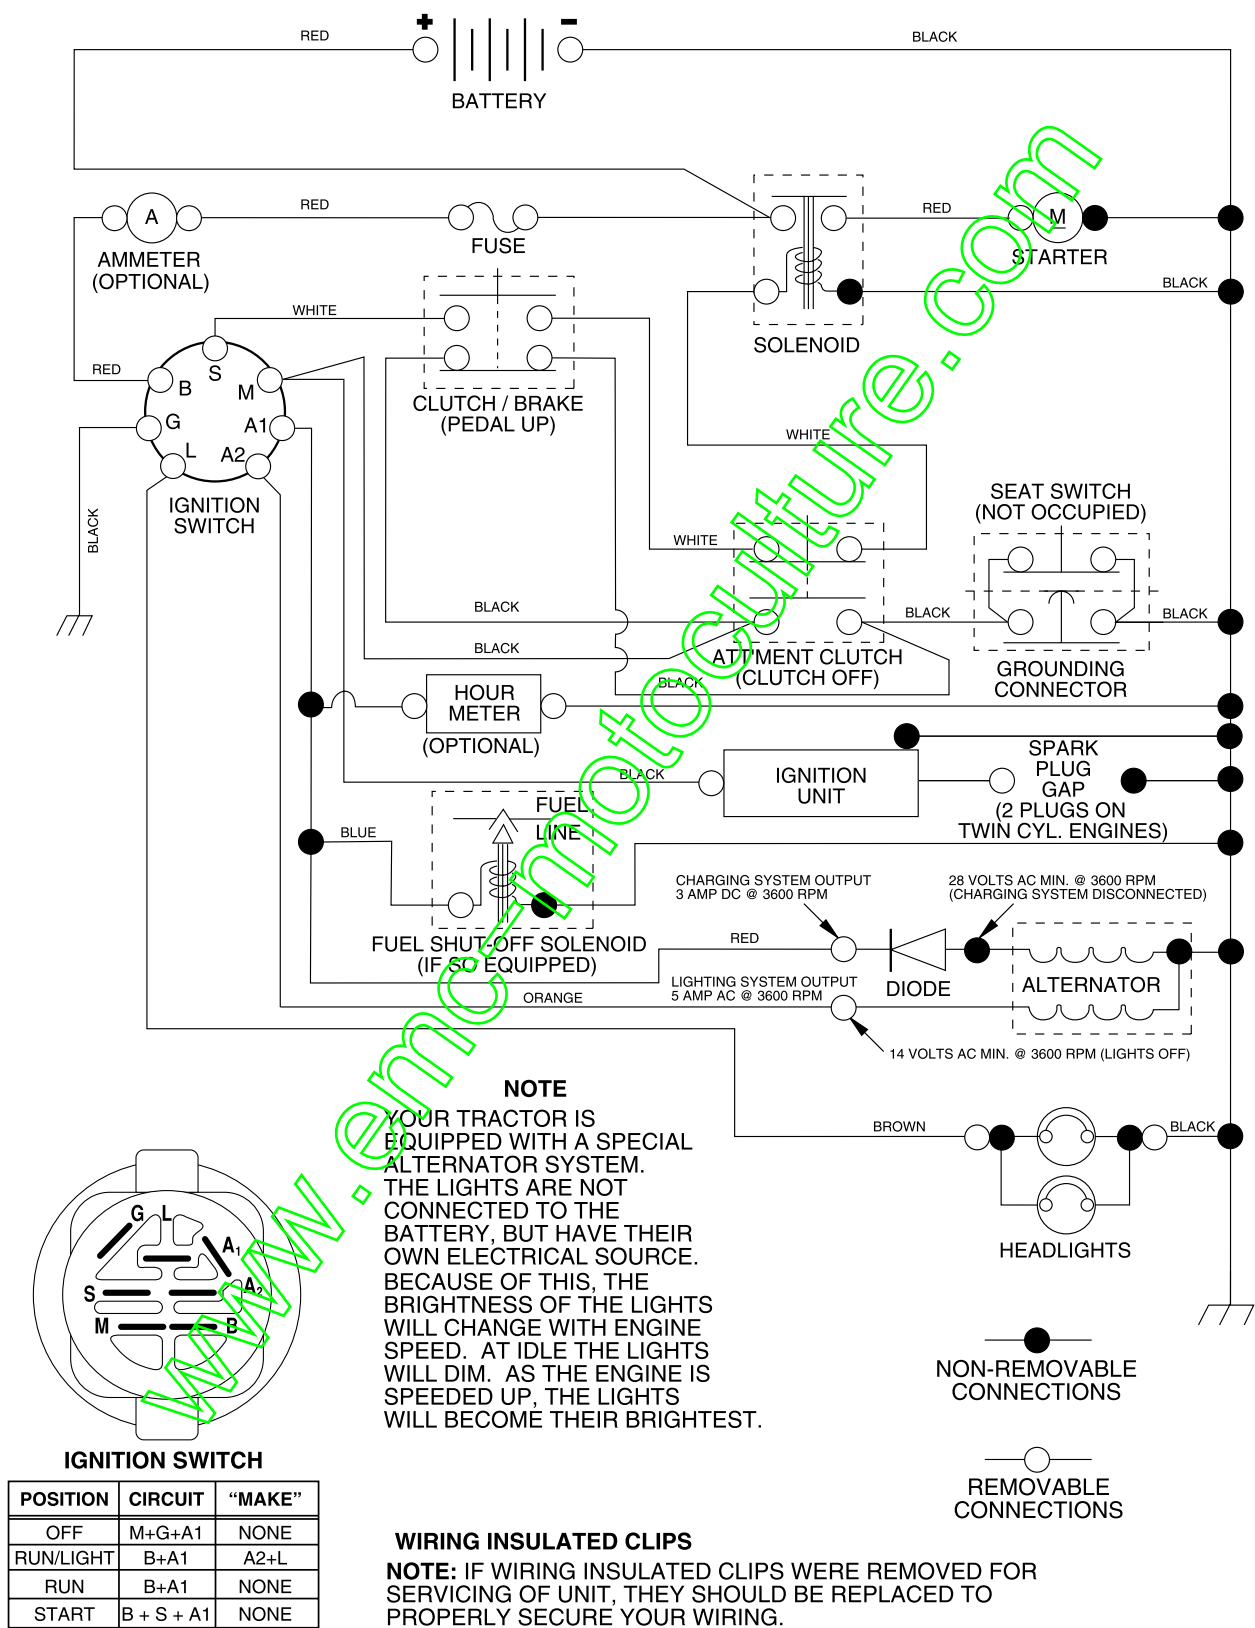 + -
RED
BLACK
BATTERY
A
RED
AMMETER
(OPTIONAL)
FUSE
RED
M
STARTER
BLACK
SOLENOID
WHITE
RED
S
B
M
G
A1
L
A2
IGNITION
SWITCH
BLACK
CLUTCH / BRAKE
(PEDAL UP)
WHITE
WHITE
SEAT SWITCH
(NOT OCCUPIED)
BLACK
BLACK
BLACK
BLACK
ATT'MENT CLUTCH
(CLUTCH OFF)
BLACK
GROUNDING
CONNECTOR
HOUR
METER
(OPTIONAL)
BLACK
IGNITION
UNIT
SPARK
PLUG
GAP
(2 PLUGS ON
TWIN CYL. ENGINES)
BLUE
FUEL
LINE
FUEL SHUT-OFF SOLENOID
(IF SO EQUIPPED)
CHARGING SYSTEM OUTPUT
3 AMP DC @ 3600 RPM
28 VOLTS AC MIN. @ 3600 RPM
(CHARGING SYSTEM DISCONNECTED)
RED
DIODE
ALTERNATOR
LIGHTING SYSTEM OUTPUT
5 AMP AC @ 3600 RPM
ORANGE
14 VOLTS AC MIN. @ 3600 RPM (LIGHTS OFF)
BROWN
BLACK
HEADLIGHTS
NOTE
YOUR TRACTOR IS
EQUIPPED WITH A SPECIAL
ALTERNATOR SYSTEM.
THE LIGHTS ARE NOT
CONNECTED TO THE
BATTERY, BUT HAVE THEIR
OWN ELECTRICAL SOURCE.
BECAUSE OF THIS, THE
BRIGHTNESS OF THE LIGHTS
WILL CHANGE WITH ENGINE
SPEED. AT IDLE THE LIGHTS
WILL DIM. AS THE ENGINE IS
SPEEDED UP, THE LIGHTS
WILL BECOME THEIR BRIGHTEST.
G L
A1
S
A2
M
B
IGNITION SWITCH
POSITION CIRCUIT “MAKE”
OFF M+G+A1 NONE
RUN/LIGHT B+A1 A2+L
RUN B+A1 NONE
START B + S + A1 NONE
NON-REMOVABLE
CONNECTIONS
REMOVABLE
CONNECTIONS
WIRING INSULATED CLIPS
NOTE: IF WIRING INSULATED CLIPS WERE REMOVED FOR
SERVICING OF UNIT, THEY SHOULD BE REPLACED TO
PROPERLY SECURE YOUR WIRING.
www.emc-motoculture.com